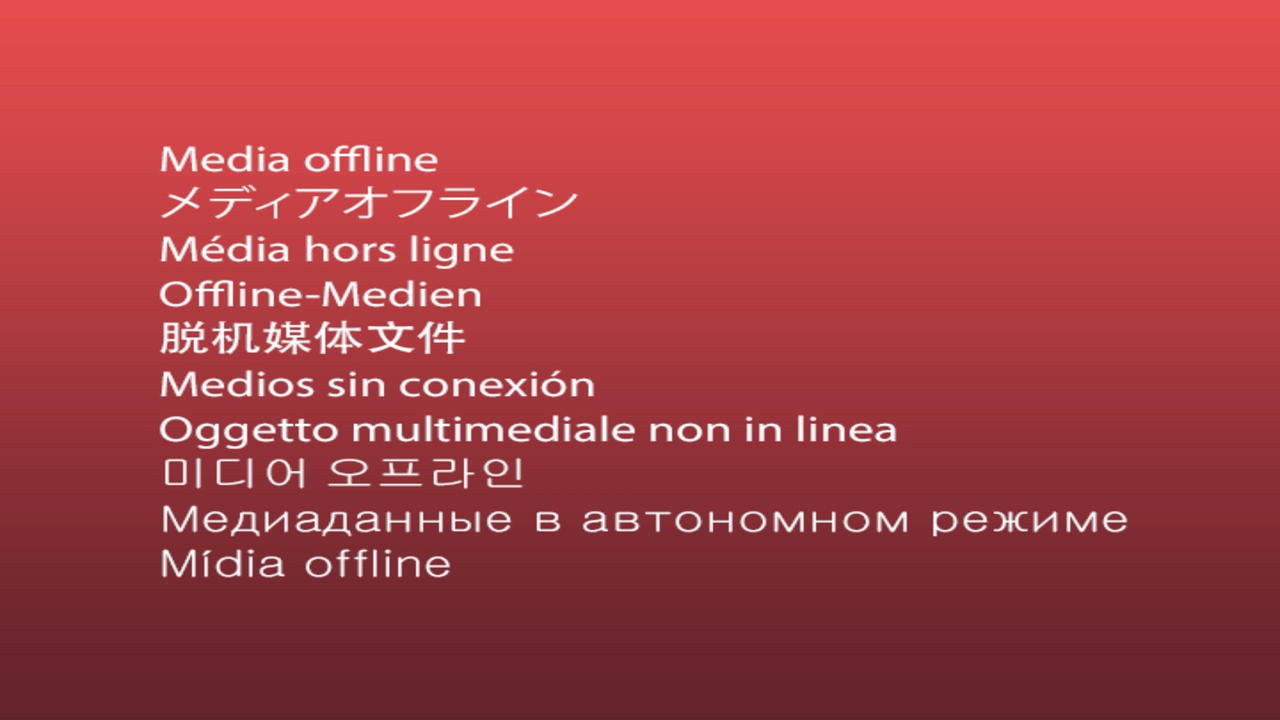 Media offline
メディアオフライン
Média hors ligne
Offline-Medien
脱机媒体文件
Medios sin conexión
Oggetto multimediale non in linea
미디어 오프라인
Медиаданные в автономном режиме
Mídia offline